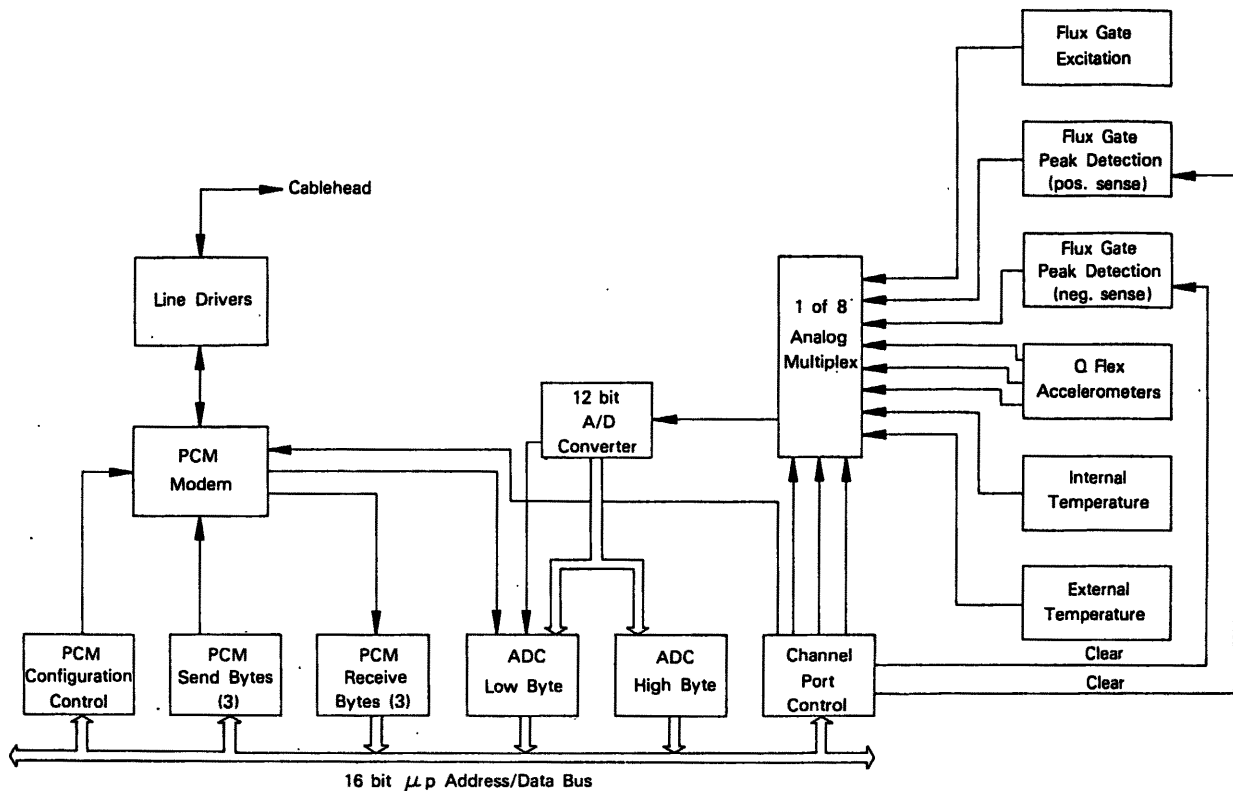 Flux Gate
Excitation
Flux Gate
Peak Detection
(pos. sense)
Cablehead
Flux Gate
Peak Detection
(neg. sense)
Line Drivers
1 of 8
Analog
Multiplex
Q Flex
Accelerometers
12 bit
A/D
Converter
PCM
Modem
Internal
Temperature
External
Temperature
PCM
Configuration
Control
PCM
Send Bytes
(3)
PCM
Receive
Bytes (3)
ADC
Low Byte
ADC
High Byte
Channel
Port
Control
Clear
Clear
16 bit μp Address/Data Bus